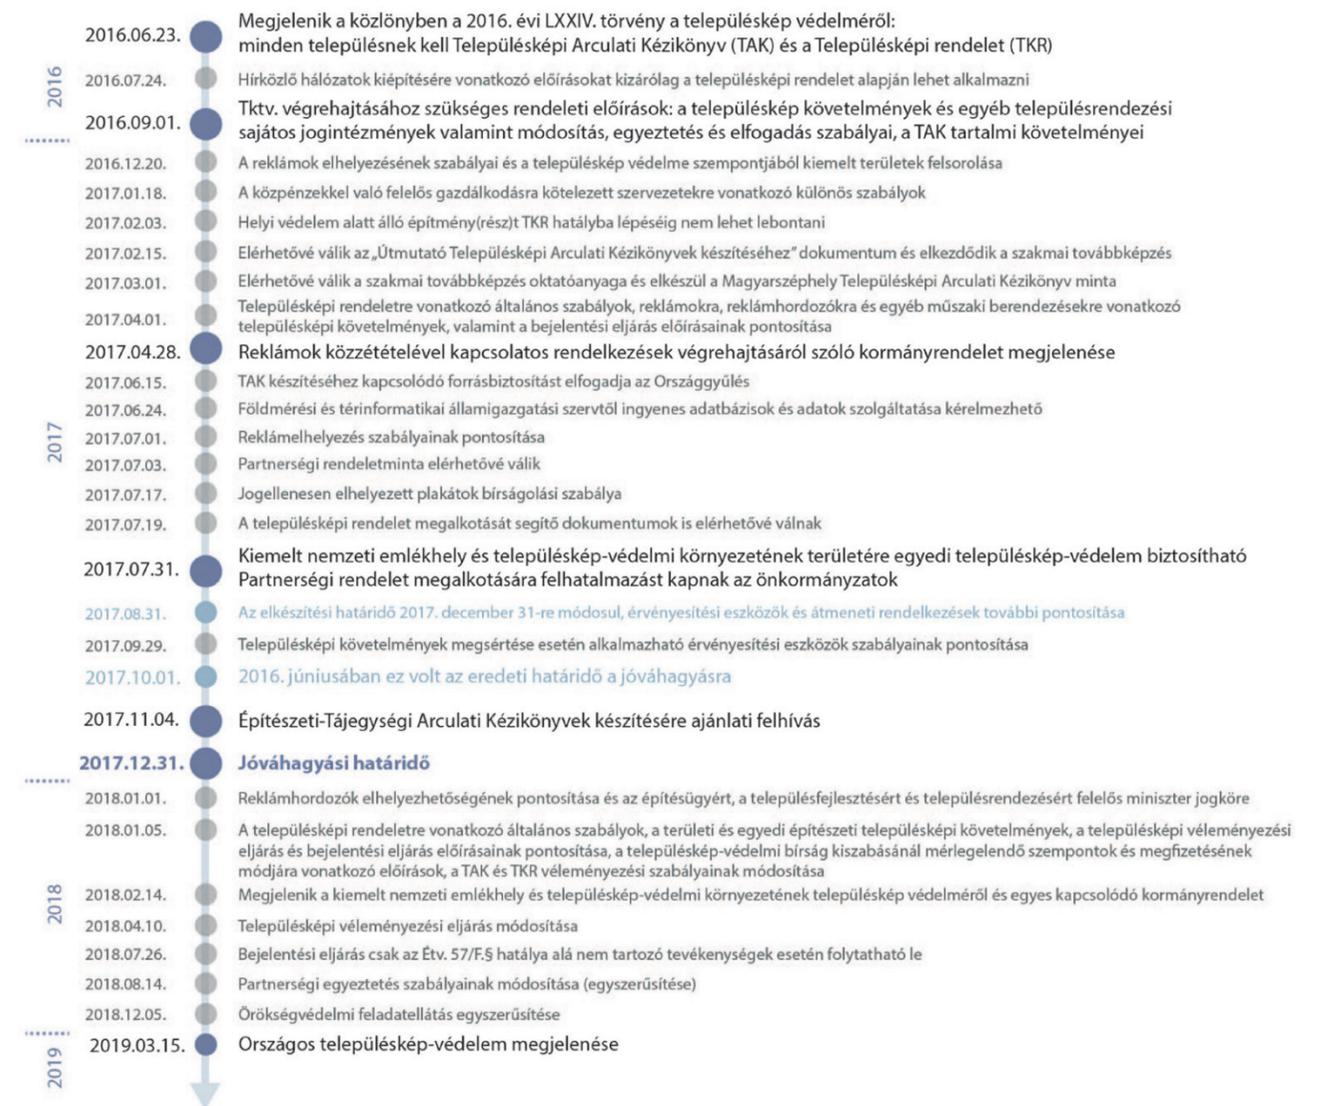 2016
2016.06.23. Megjelenik a közlönyben a 2016. évi LXXIV. törvény a településkép védelméről:
minden településnek kell Településképi Arculati Kézikönyv (TAK) és a Településképi rendelet (TKR)
2016.07.24. Hírközlő hálózatok kiépítésére vonatkozó előírásokat kizárólag a településképi rendelet alapján lehet alkalmazni
2016.09.01. Tktv. végrehajtásához szükséges rendeleti előírások: a településkép követelmények és egyéb településrendezési
sajátos jogintézmények valamint módosítás, egyeztetés és elfogadás szabályai, a TAK tartalmi követelményei
2016.12.20. A reklámok elhelyezésének szabályai és a településkép védelme szempontjából kiemelt területek felsorolása
2017
2017.01.18. A közpénzekkel való felelős gazdálkodásra kötelezett szervezetekre vonatkozó különös szabályok
2017.02.03. Helyi védelem alatt álló építmény(rész)t TKR hatályba lépéséig nem lehet lebontani
2017.02.15. Elérhetővé válik az „Útmutató Településképi Arculati Kézikönyvek készítéséhez" dokumentum és elkezdődik a szakmai továbbképzés
2017.03.01. Elérhetővé válik a szakmai továbbképzés oktatóanyaga és elkészül a Magyarszéphely Településképi Arculati Kézikönyv minta
2017.04.01. Településképi rendeletre vonatkozó általános szabályok, reklámokra, reklámhordozókra és egyéb műszaki berendezésekre vonatkozó
településképi követelmények, valamint a bejelentési eljárás előírásainak pontosítása
2017.04.28. Reklámok közzétételével kapcsolatos rendelkezések végrehajtásáról szóló kormányrendelet megjelenése
2017.06.15. TAK készítéséhez kapcsolódó forrásbiztosítást elfogadja az Országgyűlés
2017.06.24. Földmérési és térinformatikai államigazgatási szervtől ingyenes adatbázisok és adatok szolgáltatása kérelmezhető
2017.07.01. Reklámelhelyezés szabályainak pontosítása
2017.07.03. Partnerségi rendeletminta elérhetővé válik
2017.07.17. Jogellenesen elhelyezett plakátok bírságolási szabálya
2017.07.19. A településképi rendelet megalkotását segítő dokumentumok is elérhetővé válnak
2017.07.31. Kiemelt nemzeti emlékhely és településkép-védelmi környezetének területére egyedi településkép-védelem biztosítható
Partnerségi rendelet megalkotására felhatalmazást kapnak az önkormányzatok
2017.08.31. Az elkészítési határidő 2017. december 31-re módosul, érvényesítési eszközök és átmeneti rendelkezések további pontosítása
2017.09.29. Településképi követelmények megsértése esetén alkalmazható érvényesítési eszközök szabályainak pontosítása
2017.10.01. 2016. júniusában ez volt az eredeti határidő a jóváhagyásra
2017.11.04. Építészeti-Tájegységi Arculati Kézikönyvek készítésére ajánlati felhívás
2017.12.31. Jóváhagyási határidő
2018
2018.01.01. Reklámhordozók elhelyezhetőségének pontosítása és az építésügyért, a településfejlesztésért és településrendezésért felelős miniszter jogköre
2018.01.05. A településképi rendeletre vonatkozó általános szabályok, a területi és egyedi építészeti településképi követelmények, a településképi véleményezési
eljárás és bejelentési eljárás előírásainak pontosítása, a településkép-védelmi bírság kiszabásánál mérlegelendő szempontok és megfizetésének
módjára vonatkozó előírások, a TAK és TKR véleményezési szabályainak módosítása
2018.02.14. Megjelenik a kiemelt nemzeti emlékhely és településkép-védelmi környezetének településkép védelméről és egyes kapcsolódó kormányrendelet
2018.04.10. Településképi véleményezési eljárás módosítása
2018.07.26. Bejelentési eljárás csak az Étv. 57/F.§ hatálya alá nem tartozó tevékenységek esetén folytatható le
2018.08.14. Partnerségi egyeztetés szabályainak módosítása (egyszerűsítése)
2018.12.05. Örökségvédelmi feladatellátás egyszerűsítése
2019
2019.03.15. Országos településkép-védelem megjelenése